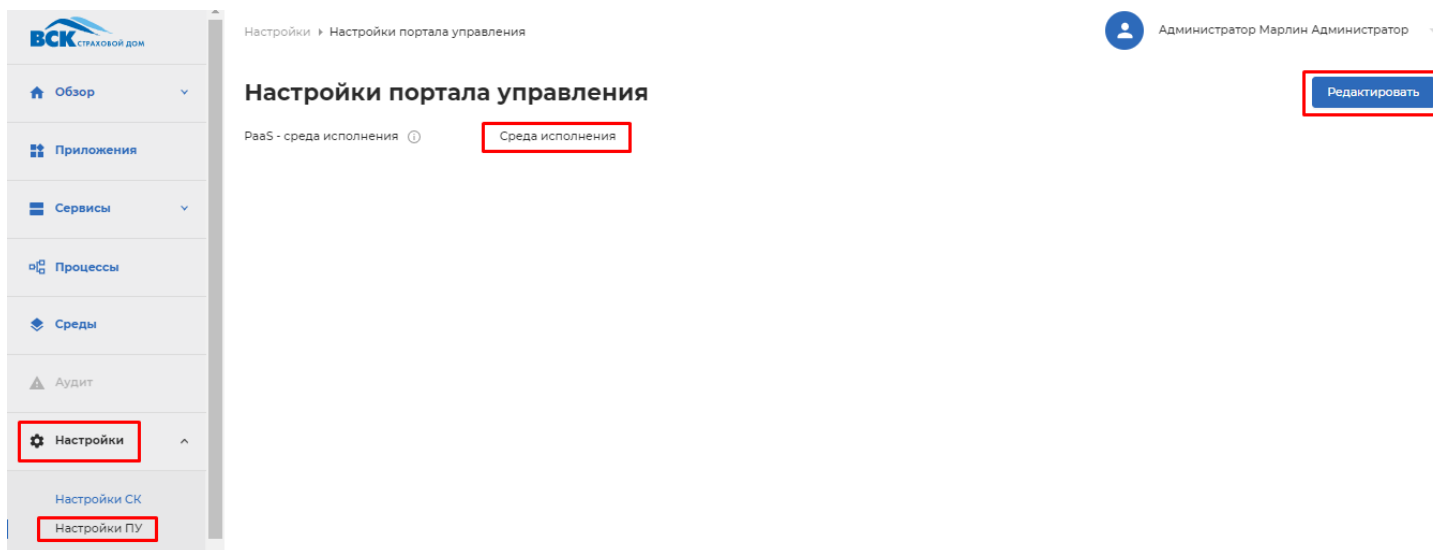 ВСК СТРАХОВОЙ ДОМ
Настройки Настройки портала управления
Администратор Марлин Администратор
Обзор
Настройки портала управления
Редактировать
PaaS - среда исполнения
Среда исполнения
Приложения
Сервисы
Процессы
Среды
Аудит
Настройки
Настройки СК
Настройки ПУ